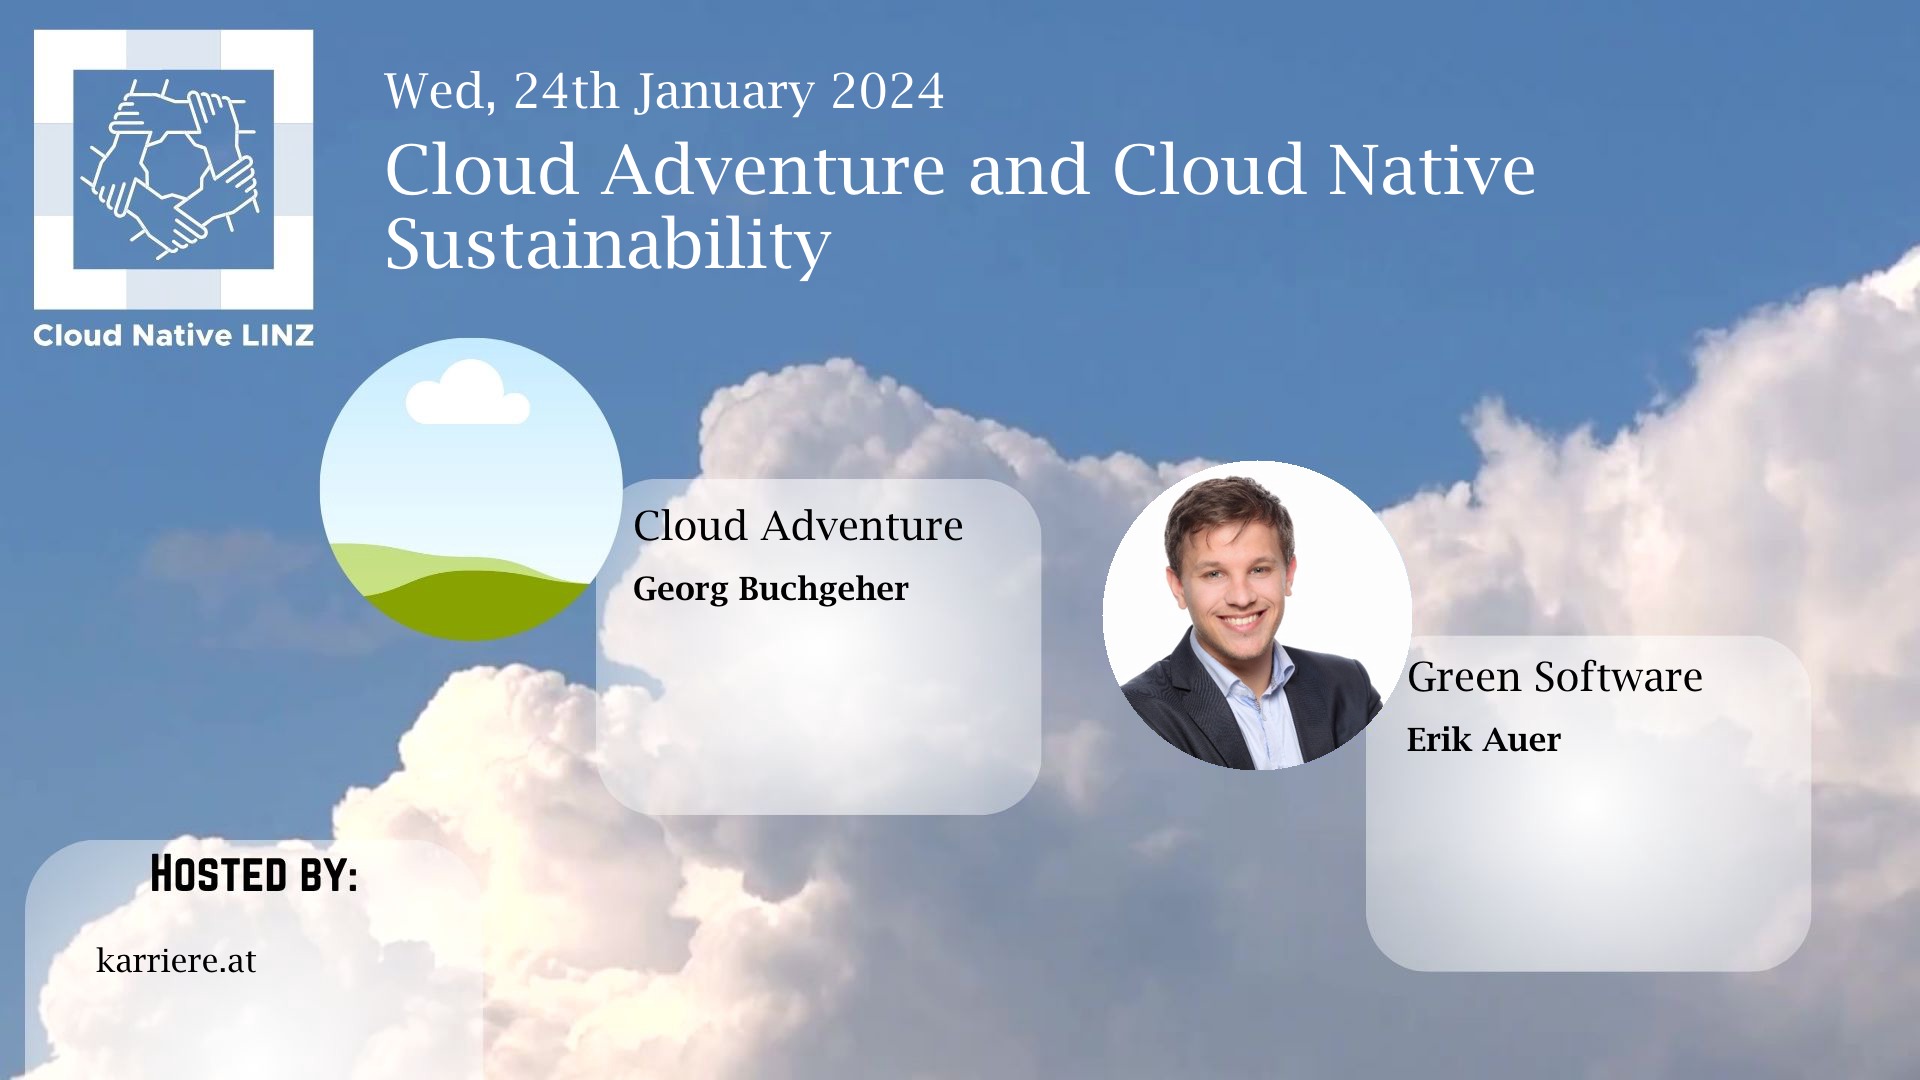 Wed, 24th January 2024
Cloud Adventure and Cloud Native
Sustainability
Cloud Native LINZ
Cloud Adventure
Georg Buchgeher
Green Software
Erik Auer
Hosted by:
karriere.at